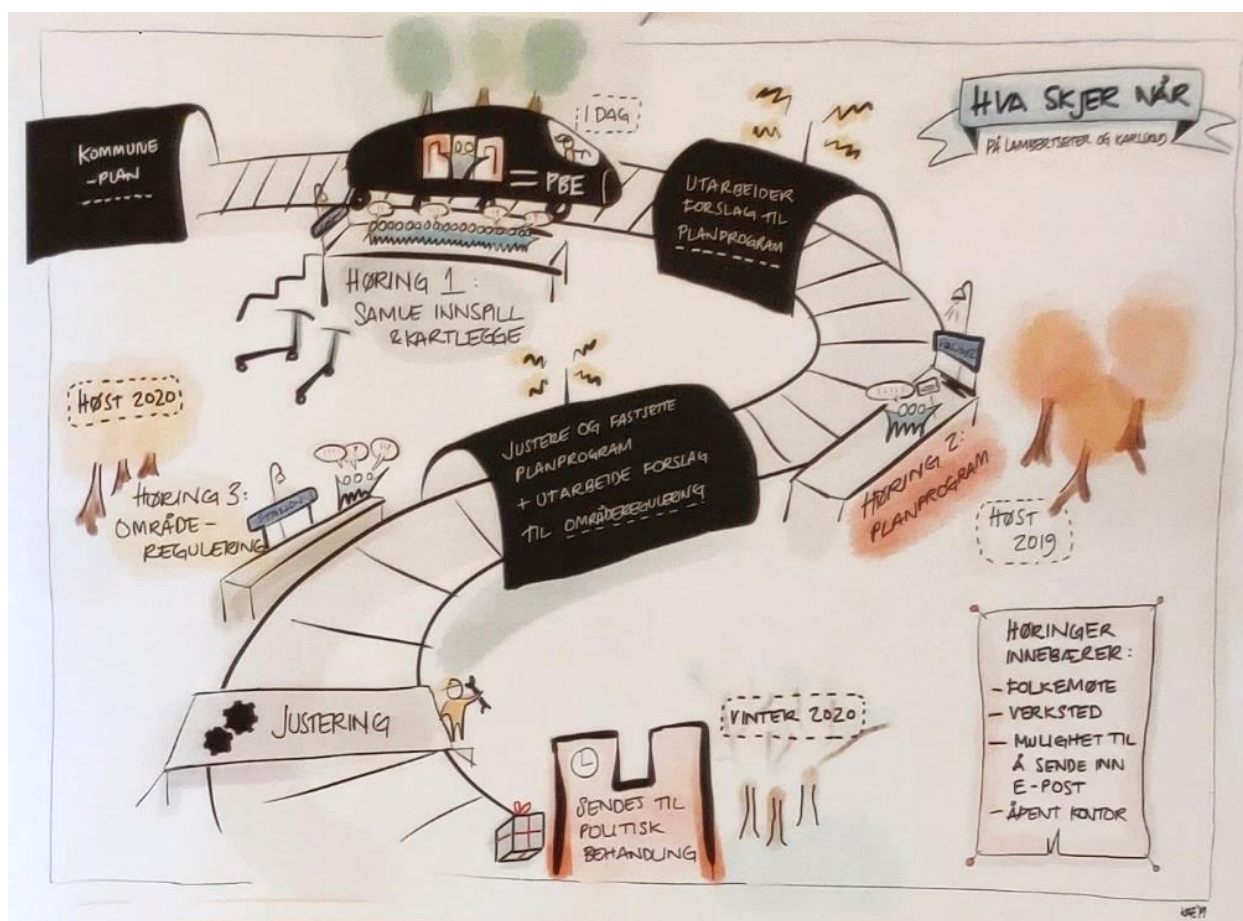 HVA SKJER NÅR
PÅ LAMBERTSETER OG KARLSRUD
KOMMUNE
-PLAN
I DAG
= PBE
HØRING 1:
SAMLE INNSPILL
& KARTLEGGE
UTARBEIDER
FORSLAG TIL
PLANPROGRAM
HØRING 2:
PLANPROGRAM
HØST
2019
JUSTERE OG FASTSETTE
PLANPROGRAM
+ UTARBEIDE FORSLAG
TIL OMRÅDEREGULERING
HØST 2020
HØRING 3:
OMRÅDE-
REGULERING
STASJON
JUSTERING
VINTER 2020
SENDES TIL
POLITISK
BEHANDLING
HØRINGER
INNEBÆRER:
- FOLKEMØTE
- VERKSTED
- MULIGHET TIL
Å SENDE INN
E-POST
- ÅPENT KONTOR